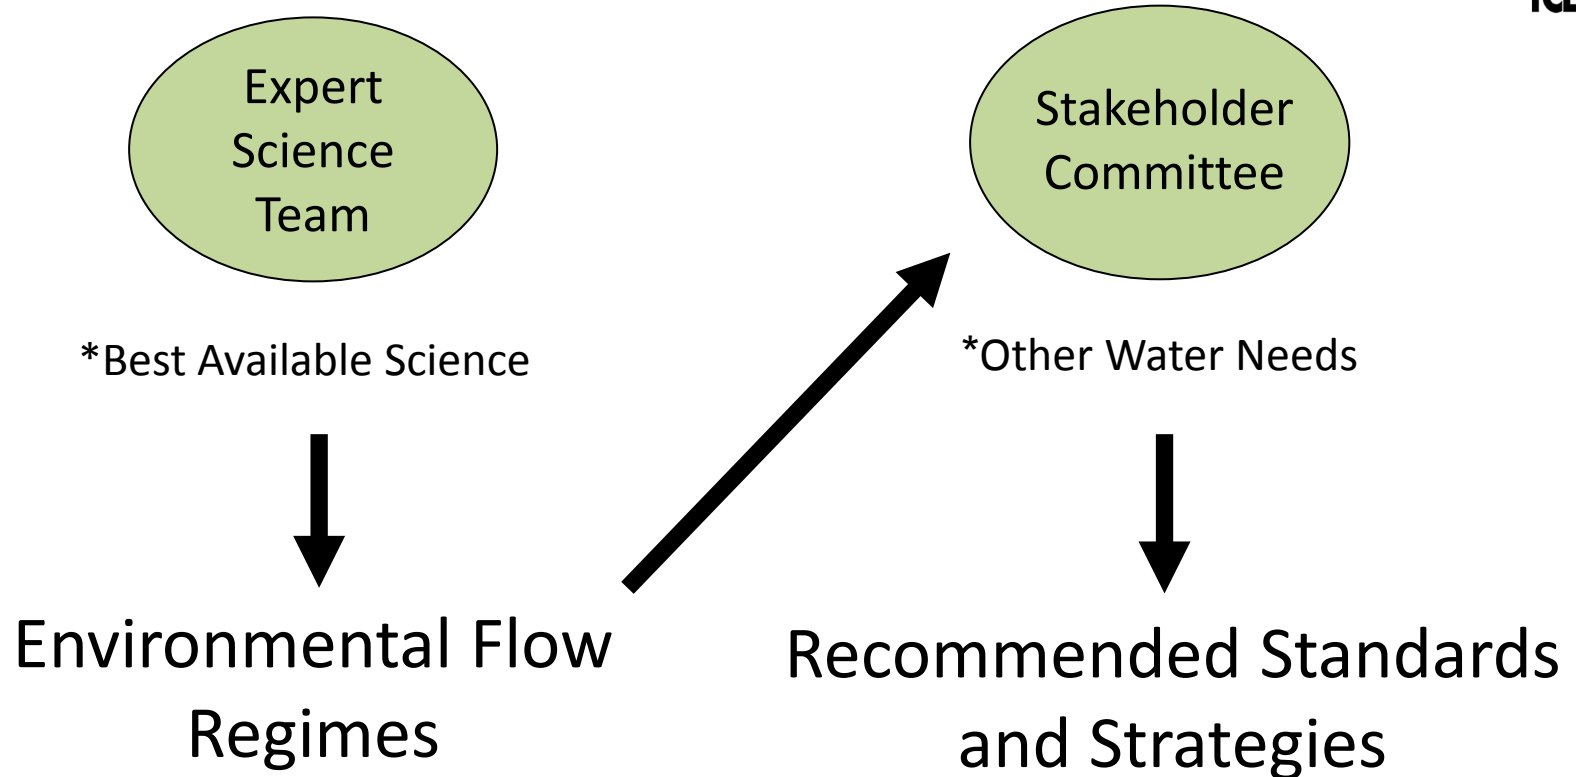 Expert
Science
Team
*Best Available Science
Environmental Flow
Regimes
Stakeholder
Committee
*Other Water Needs
Recommended Standards
and Strategies